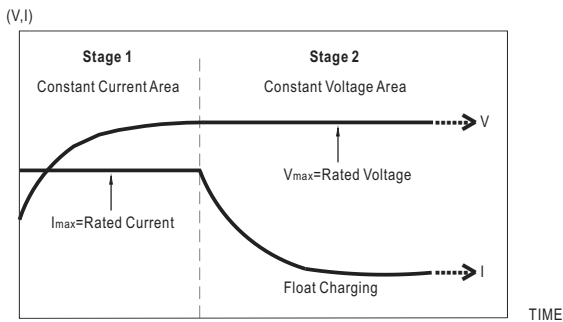 (V,I)
Stage 1
Stage 2
Constant Current Area
Constant Voltage Area
V
Vmax=Rated Voltage
Imax=Rated Current
I
Float Charging
TIME